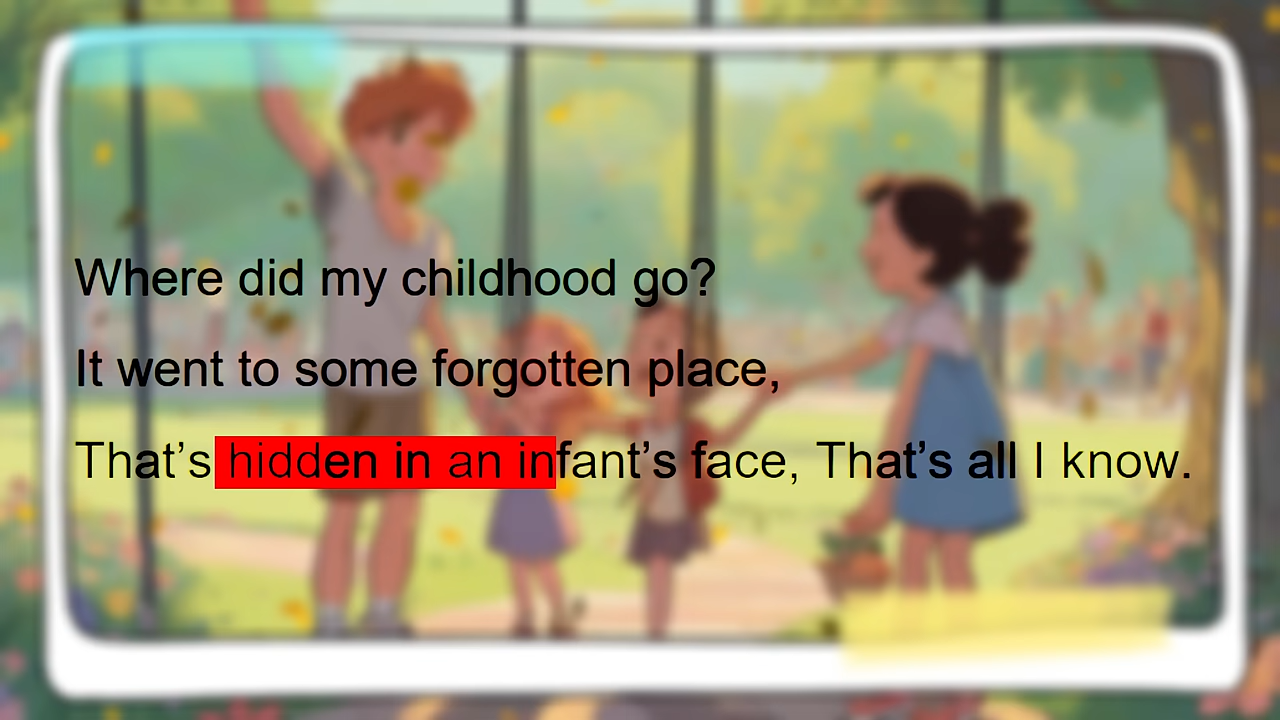 Where did my childhood go?
It went to some forgotten place,
That’s hidden in an infant’s face, That’s all I know.